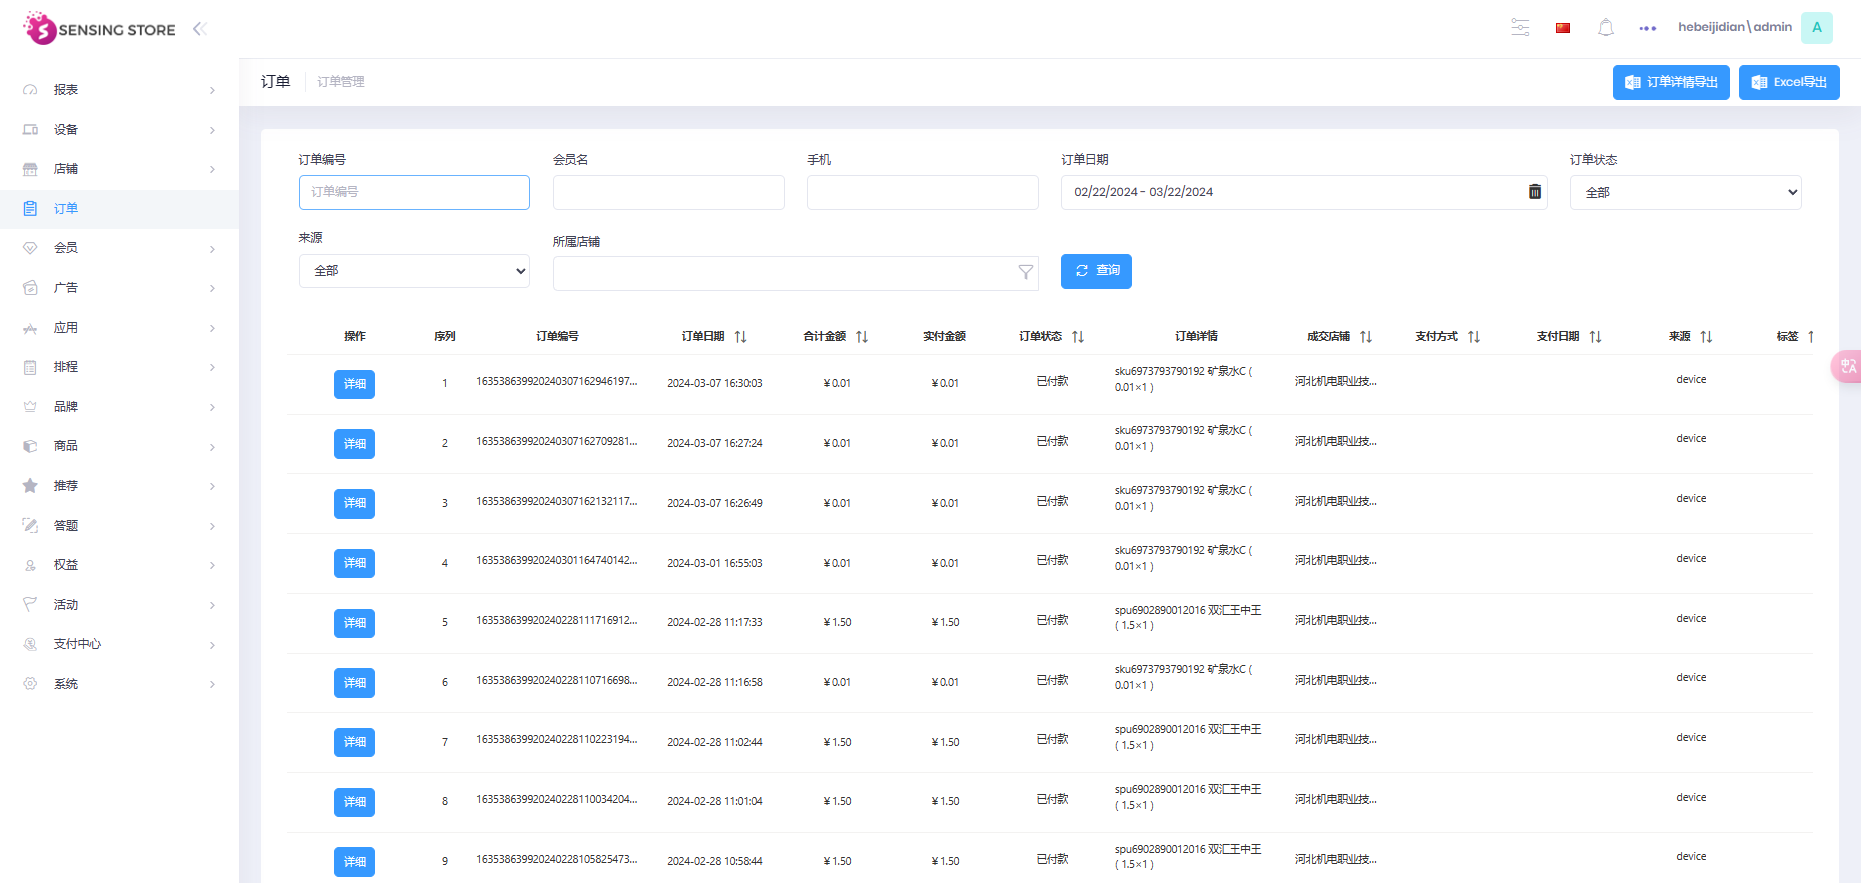 SENSING STORE
hebeijidian\admin
A
报表
设备
店铺
订单
会员
广告
应用
排程
品牌
商品
推荐
答题
权益
活动
支付中心
系统
订单
订单管理
订单详情导出
Excel导出
订单编号
会员名
手机
订单日期
订单状态
订单编号
02/22/2024 - 03/22/2024
全部
来源
所属店铺
全部
查询
操作 序列 订单编号 订单日期 合计金额 实付金额 订单状态 订单详情 成交店铺 支付方式 支付日期 来源 标签
详细 1 163538639920240307162946197... 2024-03-07 16:30:03 ¥0.01 ¥0.01 已付款 sku6973793790192 矿泉水C ( 河北机电职业技... device
0.01×1 )
详细 2 163538639920240307162709281... 2024-03-07 16:27:24 ¥0.01 ¥0.01 已付款 sku6973793790192 矿泉水C ( 河北机电职业技... device
0.01×1 )
详细 3 163538639920240307162132117... 2024-03-07 16:26:49 ¥0.01 ¥0.01 已付款 sku6973793790192 矿泉水C ( 河北机电职业技... device
0.01×1 )
详细 4 163538639920240301164740142... 2024-03-01 16:55:03 ¥0.01 ¥0.01 已付款 sku6973793790192 矿泉水C ( 河北机电职业技... device
0.01×1 )
详细 5 163538639920240228111716912... 2024-02-28 11:17:33 ¥1.50 ¥1.50 已付款 spu6902890012016 双汇王中王 河北机电职业技... device
( 1.5×1 )
详细 6 163538639920240228110716698... 2024-02-28 11:16:58 ¥0.01 ¥0.01 已付款 sku6973793790192 矿泉水C ( 河北机电职业技... device
0.01×1 )
详细 7 163538639920240228110223194... 2024-02-28 11:02:44 ¥1.50 ¥1.50 已付款 spu6902890012016 双汇王中王 河北机电职业技... device
( 1.5×1 )
详细 8 163538639920240228110034204... 2024-02-28 11:01:04 ¥1.50 ¥1.50 已付款 spu6902890012016 双汇王中王 河北机电职业技... device
( 1.5×1 )
详细 9 163538639920240228105825473... 2024-02-28 10:58:44 ¥1.50 ¥1.50 已付款 spu6902890012016 双汇王中王 河北机电职业技... device
( 1.5×1 )